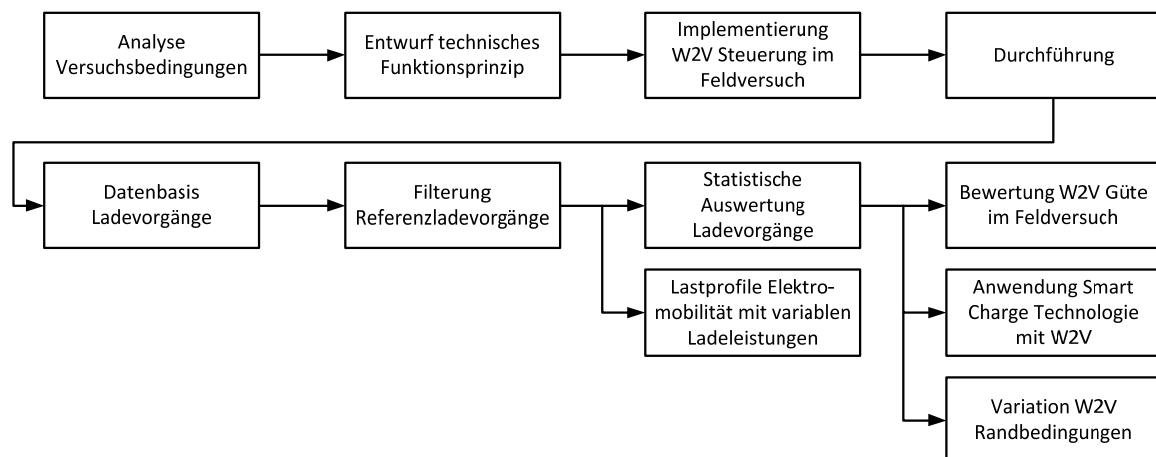 Analyse
Versuchsbedingungen
Entwurf technisches
Funktionsprinzip
Implementierung
W2V Steuerung im
Feldversuch
Durchführung
Datenbasis
Ladevorgänge
Filterung
Referenzladevorgänge
Statistische
Auswertung
Ladevorgänge
Bewertung W2V Güte
im Feldversuch
Lastprofile Elektro-
mobilität mit variablen
Ladeleistungen
Anwendung Smart
Charge Technologie
mit W2V
Variation W2V
Randbedingungen